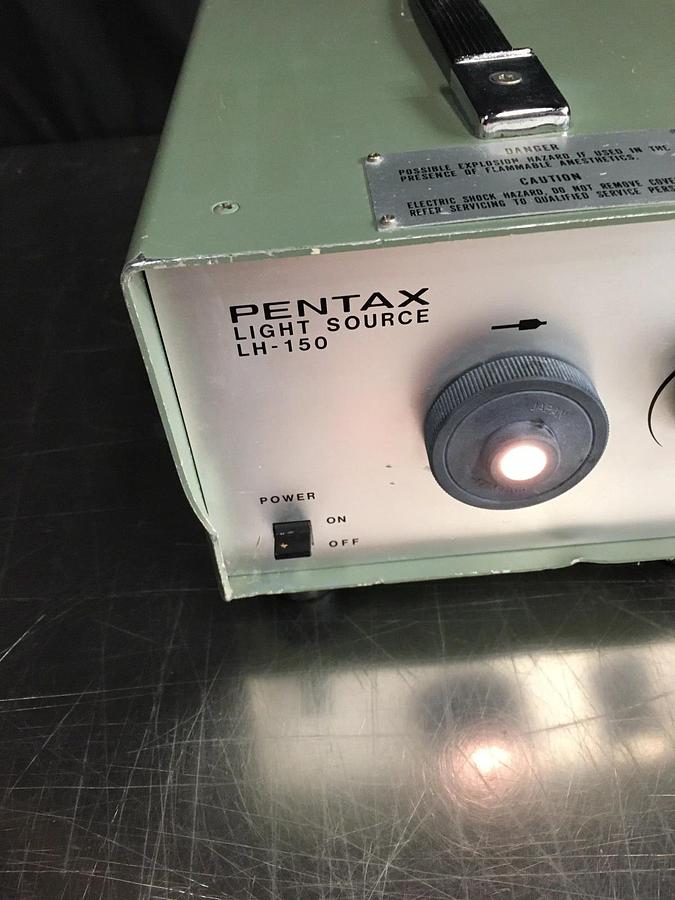 DANGER
POSSIBLE EXPLOSION HAZARD IF USED IN THE
PRESENCE OF FLAMMABLE ANESTHETICS.
CAUTION
ELECTRIC SHOCK HAZARD, DO NOT REMOVE COVE
REFER SERVICING TO QUALIFIED SERVICE PERS
PENTAX
LIGHT SOURCE
LH-150
JAPAN
POWER
ON
OFF